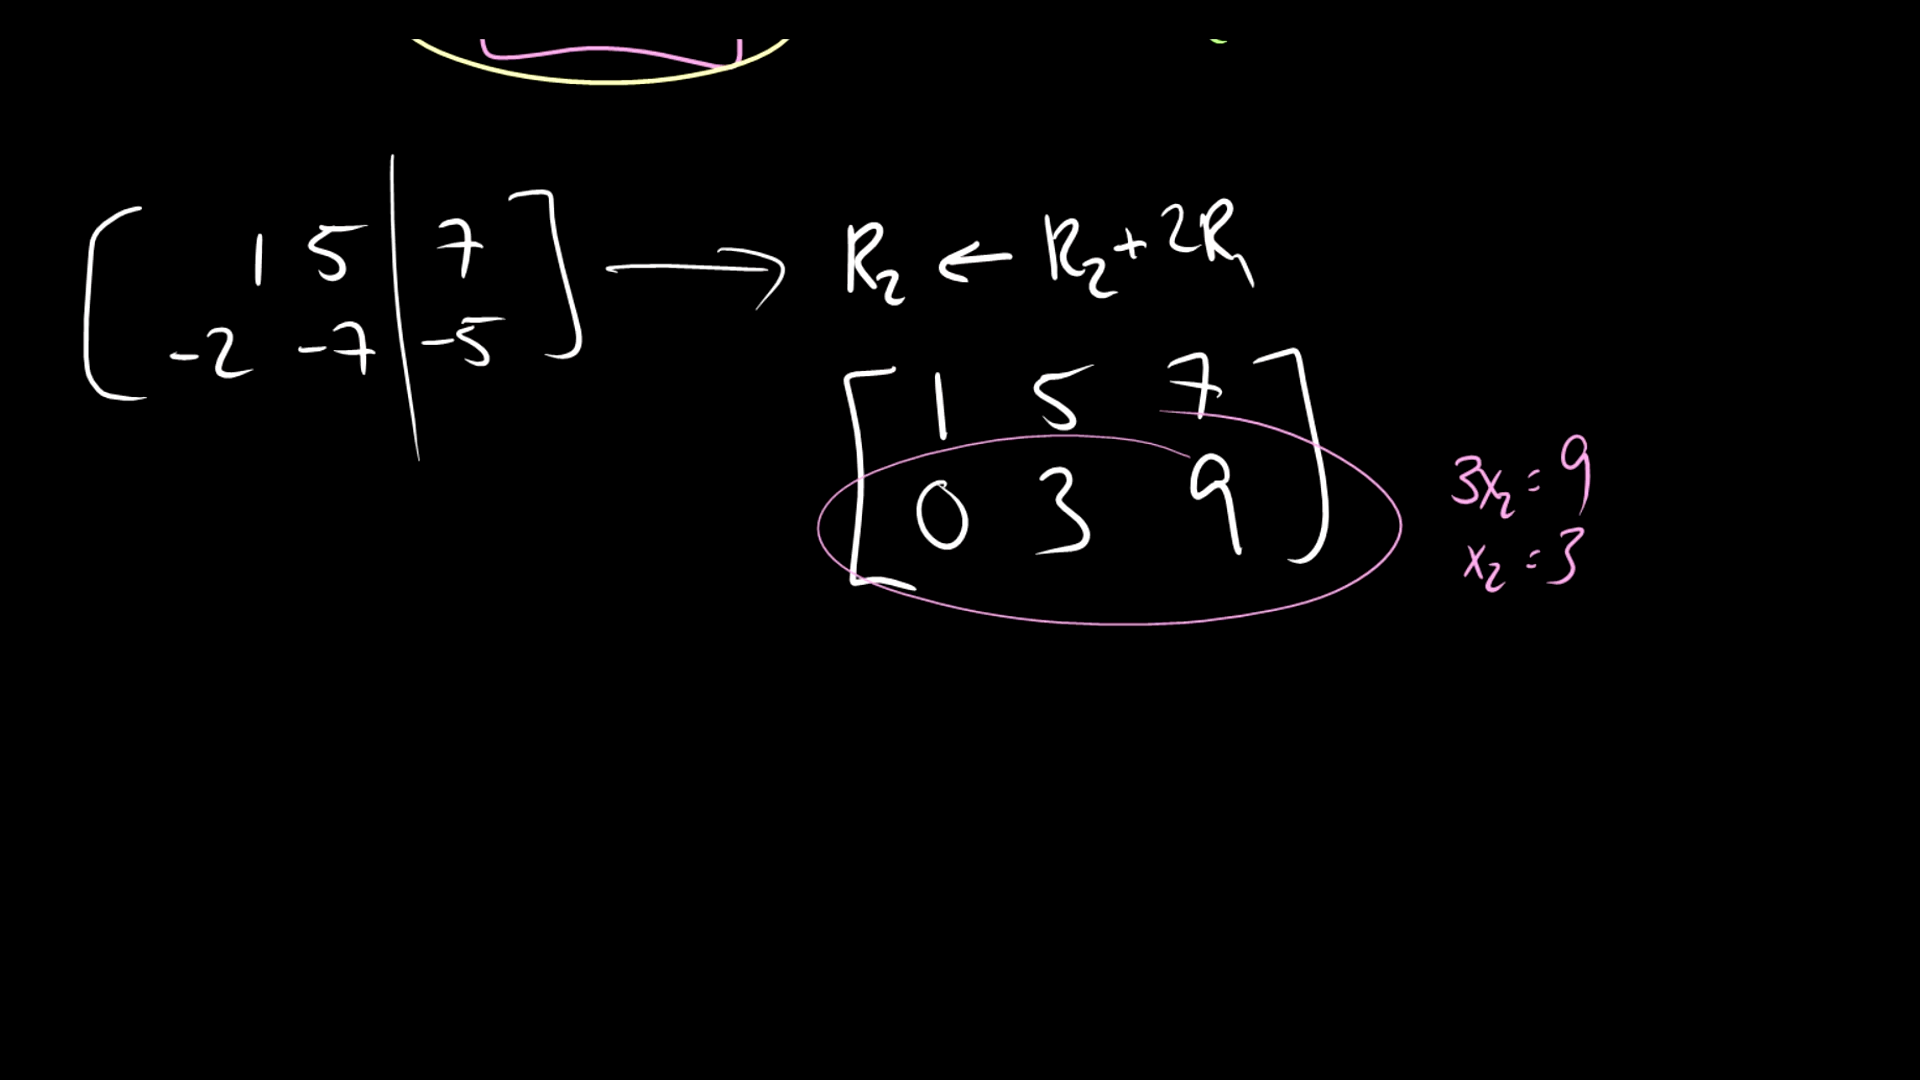 1 5 | 7
-2 -7 | -5
R₂ ← R₂ + 2R₁
1 5 7
0 3 9
3x₂ = 9
x₂ = 3